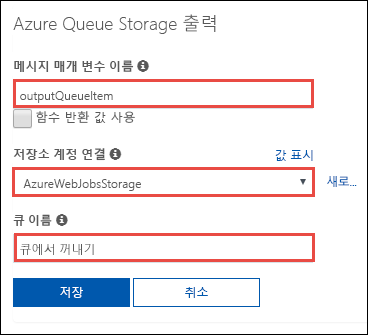 Azure Queue Storage 출력
메시지 매개 변수 이름
outputQueueItem
함수 반환 값 사용
저장소 계정 연결 값 표시
AzureWebJobsStorage 새로...
큐 이름
큐에서 꺼내기
저장 취소